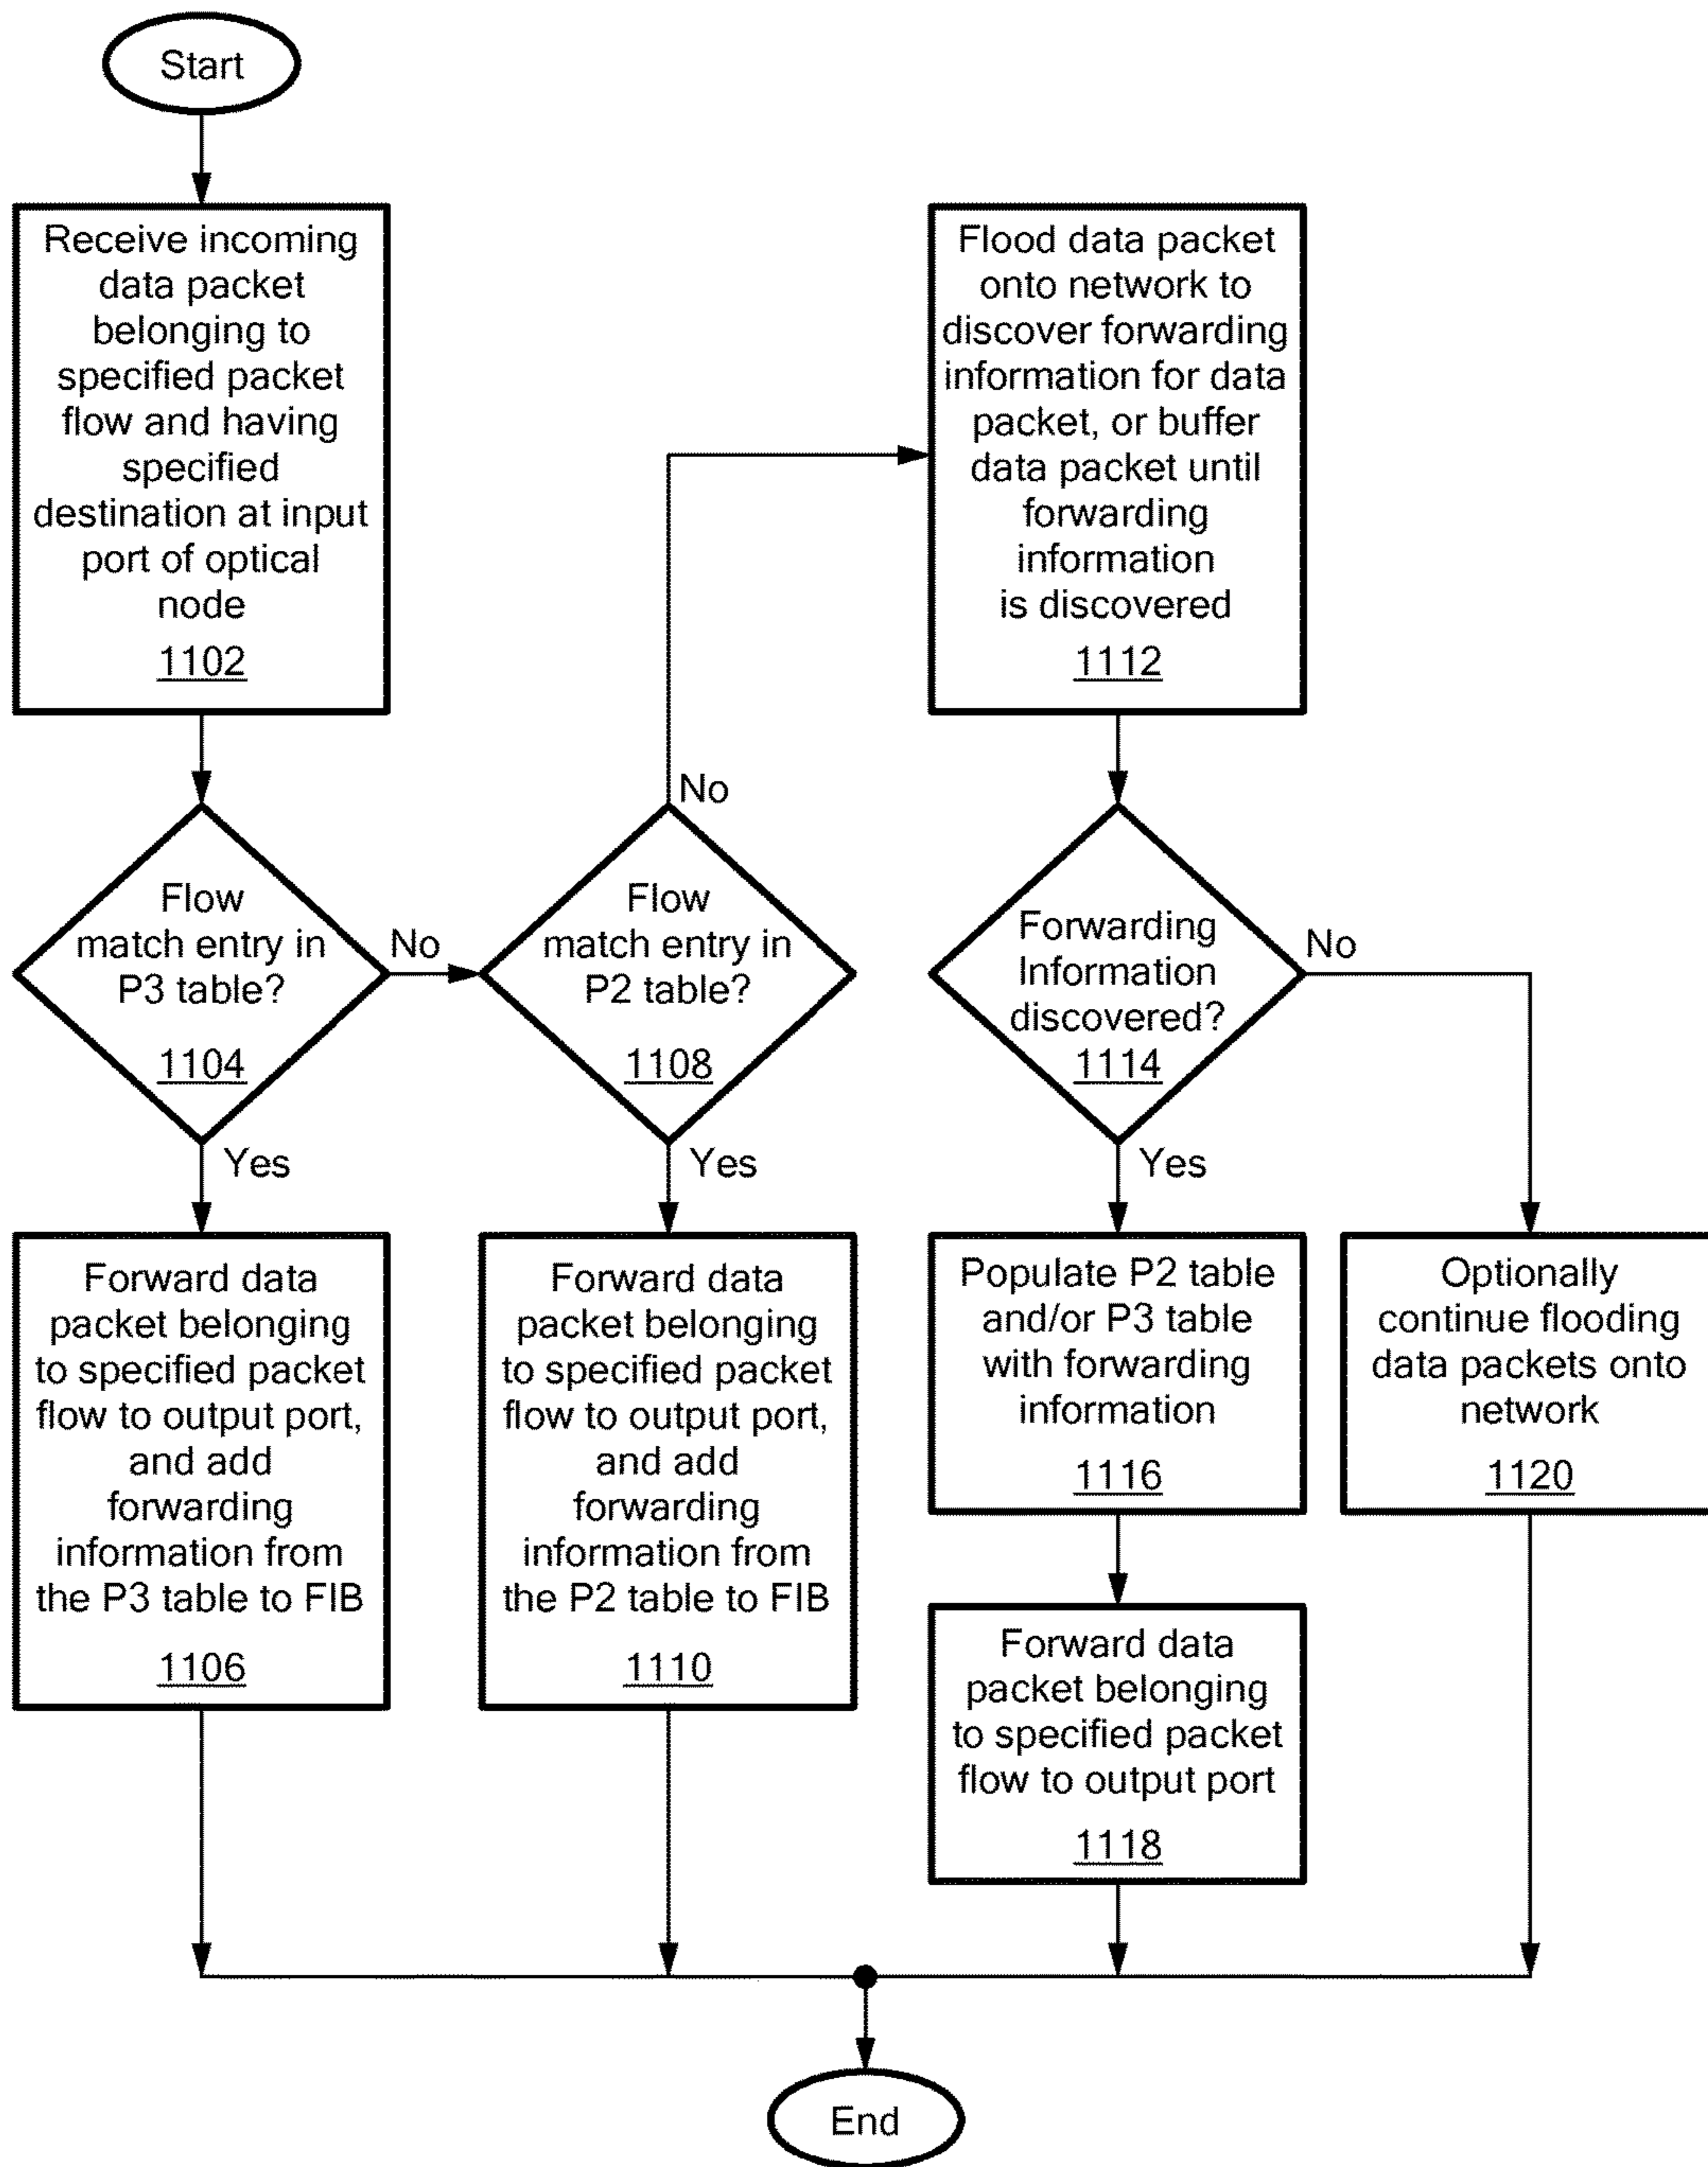 Start
Receive incoming
data packet
belonging to
specified packet
flow and having
specified
destination at input
port of optical
node
1102
Flow
match entry in
P3 table?
1104
No
Yes
Forward data
packet belonging
to specified packet
flow to output port,
and add
forwarding
information from
the P3 table to FIB
1106
Flow
match entry in
P2 table?
1108
No
Yes
Forward data
packet belonging
to specified packet
flow to output port,
and add
forwarding
information from
the P2 table to FIB
1110
Flood data packet
onto network to
discover forwarding
information for data
packet, or buffer
data packet until
forwarding
information
is discovered
1112
Forwarding
Information
discovered?
1114
No
Yes
Populate P2 table
and/or P3 table
with forwarding
information
1116
Forward data
packet belonging
to specified packet
flow to output port
1118
Optionally
continue flooding
data packets onto
network
1120
End